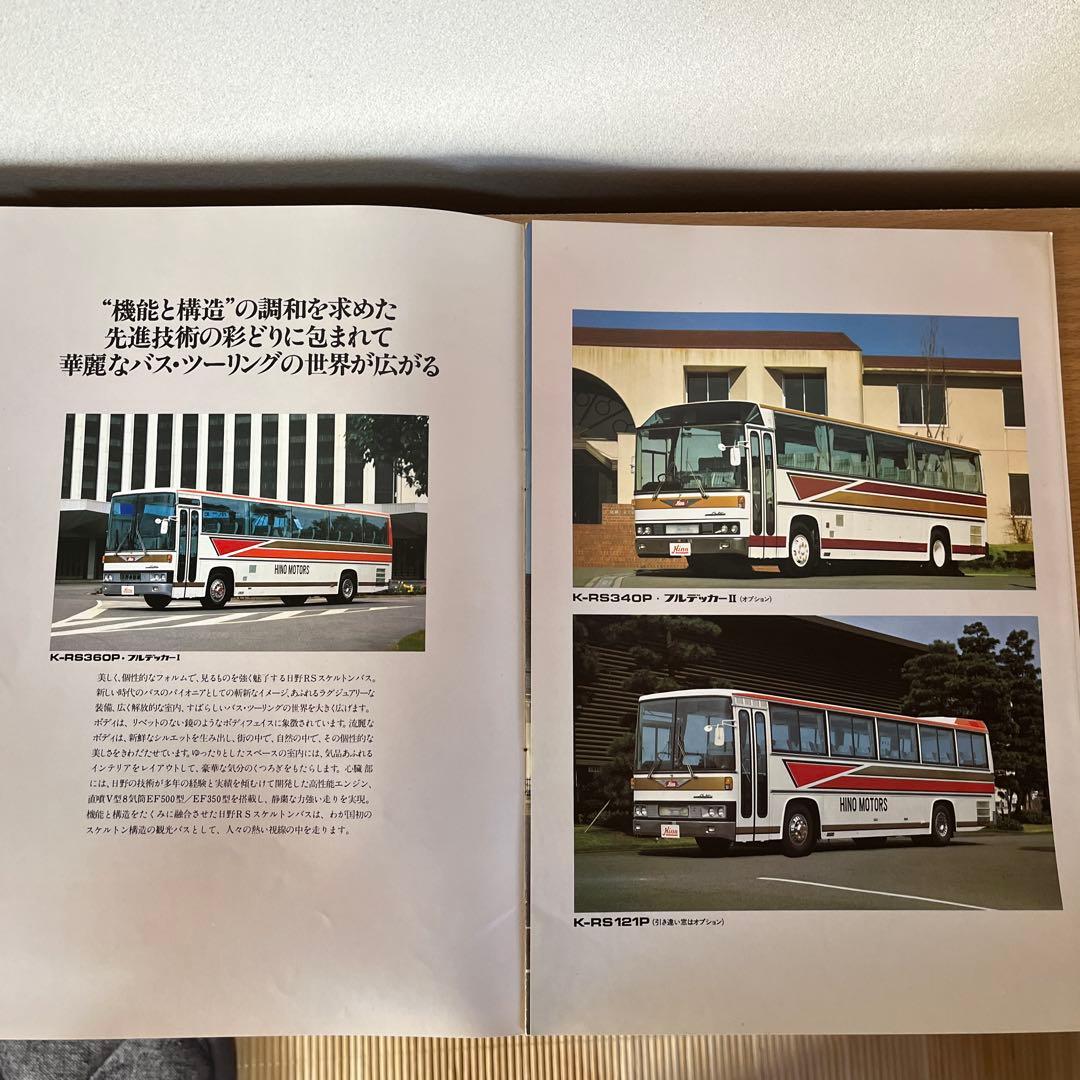 “機能と構造”の調和を求めた
先進技術の彩どりに包まれて
華麗なバス・ツーリングの世界が広がる
HINO MOTORS
K-RS360P・フルデッカーI
美しく、個性的なフォルムで、見るものを強く魅了する日野RSスケルトンバス。
新しい時代のバスのパイオニアとしての斬新なイメージ、あふれるラグジュアリーな
装備、広く解放的な室内、すばらしいバス・ツーリングの世界を大きく広げます。
ボディは、リベットのない鏡のようなボディフェイスに象徴されています。流麗な
ボディは、新鮮なシルエットを生み出し、街の中で、自然の中で、その個性的な
美しさをきわだたせています。ゆったりとしたスペースの室内には、気品あふれる
インテリアをレイアウトして、豪華な気分のくつろぎをもたらします。心臓部
には、日野の技術が多年の経験と実績を傾むけて開発した高性能エンジン、
直噴V型8気筒EF500型／EF350型を搭載し、静粛な力強い走りを実現。
機能と構造をたくみに融合させた日野RSスケルトンバスは、わが国初の
スケルトン構造の観光バスとして、人々の熱い視線の中を走ります。
Hino
K-RS340P・フルデッカーII（オプション）
HINO MOTORS
Hino
K-RS121P（引き違い窓はオプション）